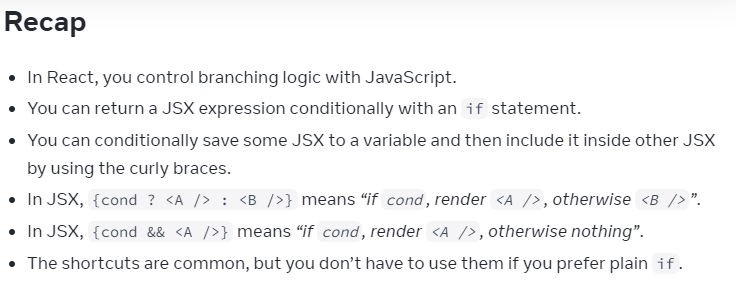 Recap
• In React, you control branching logic with JavaScript.
• You can return a JSX expression conditionally with an if statement.
• You can conditionally save some JSX to a variable and then include it inside other JSX
by using the curly braces.
• In JSX, {cond ? <A /> : <B />} means “if cond, render <A />, otherwise <B />”.
• In JSX, {cond && <A />} means “if cond, render <A />, otherwise nothing”.
• The shortcuts are common, but you don’t have to use them if you prefer plain if.